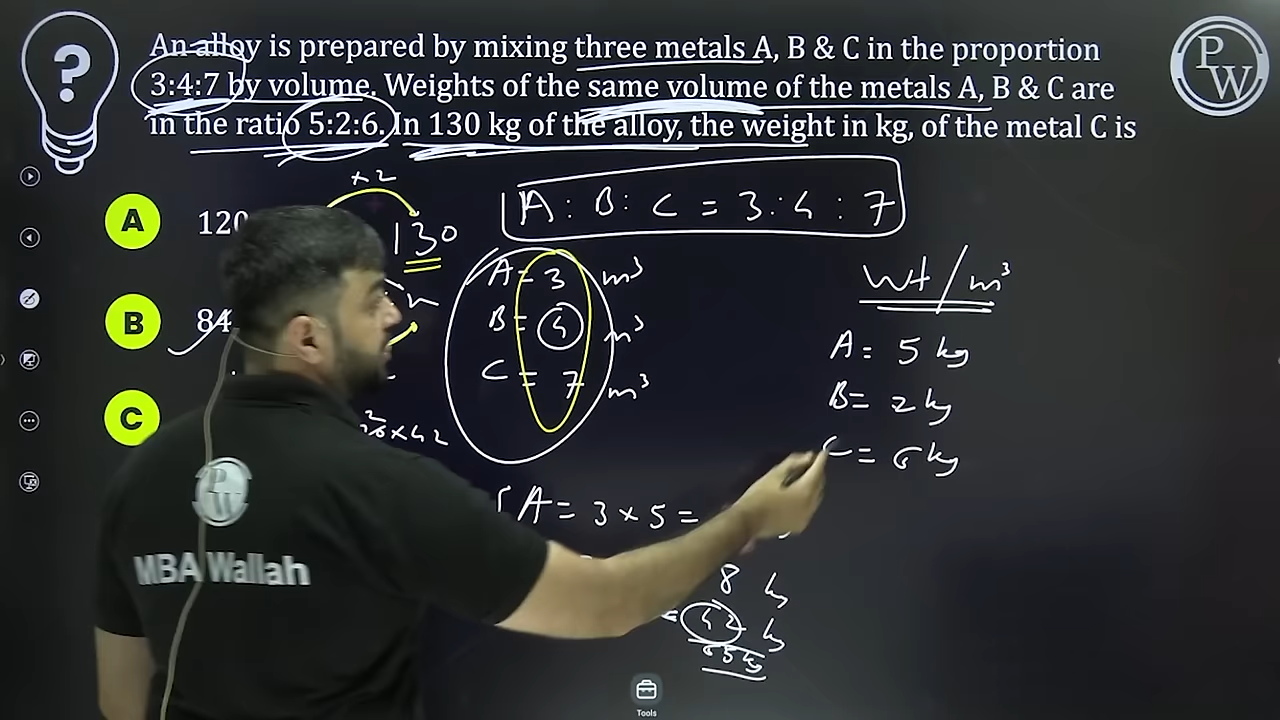 An alloy is prepared by mixing three metals A, B & C in the proportion
3:4:7 by volume. Weights of the same volume of the metals A, B & C are
in the ratio 5:2:6. In 130 kg of the alloy, the weight in kg, of the metal C is
PW
A 120
B 84
C
×2
130
A : B : C = 3 : 4 : 7
A = 3 m³
B = 4 m³
C = 7 m³
Wt/m³
A = 5 kg
B = 2 kg
C = 6 kg
×42
A = 3 × 5 =
8 kg
= 42 kg
65 kg
PW
MBA Wallah
Tools